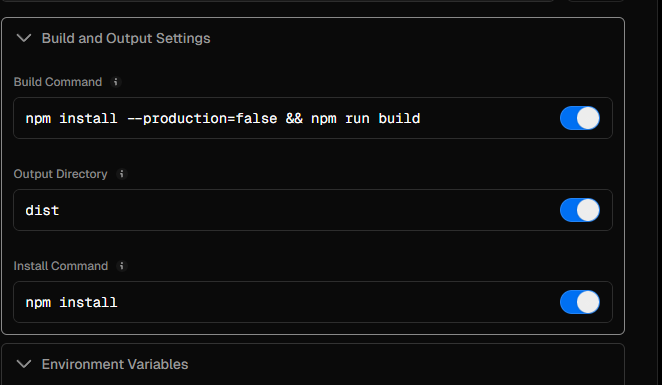 Build and Output Settings
Build Command
npm install --production=false && npm run build
Output Directory
dist
Install Command
npm install
Environment Variables